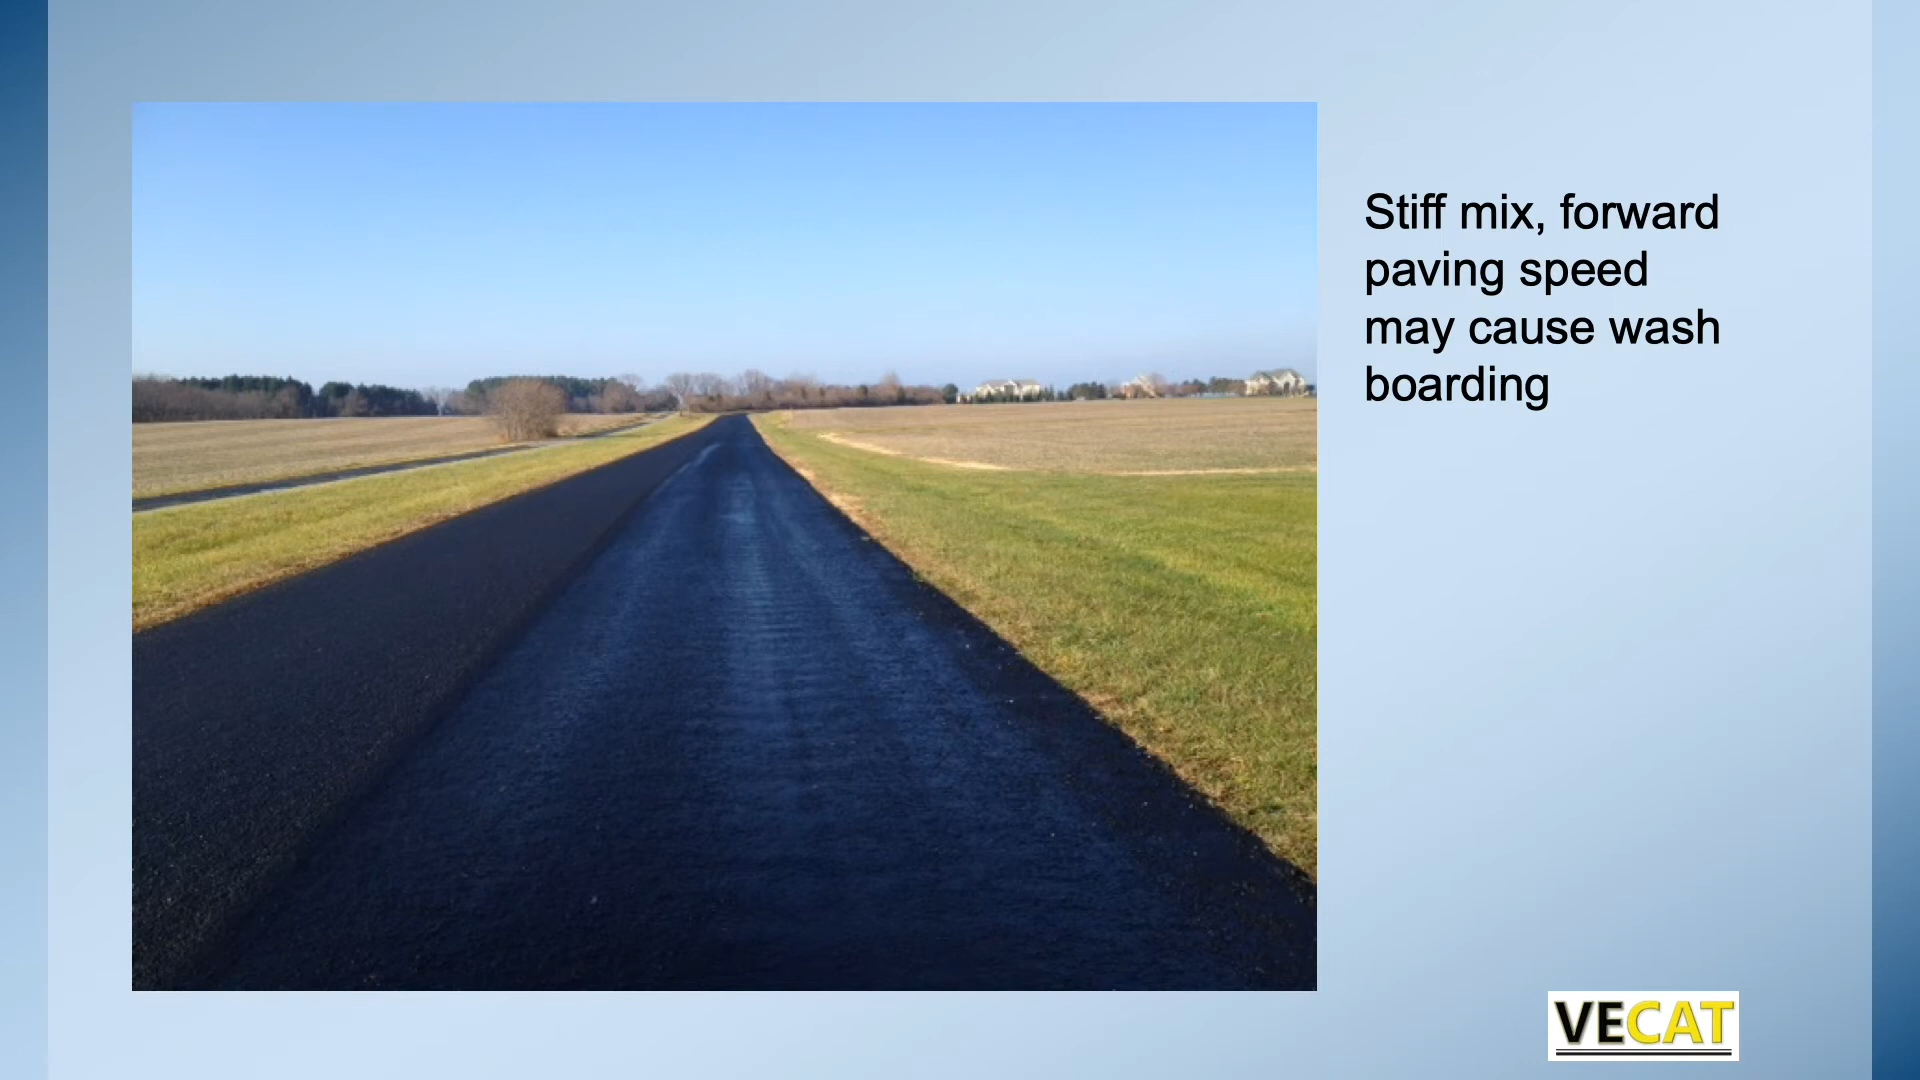 Stiff mix, forward
paving speed
may cause wash
boarding
VECAT